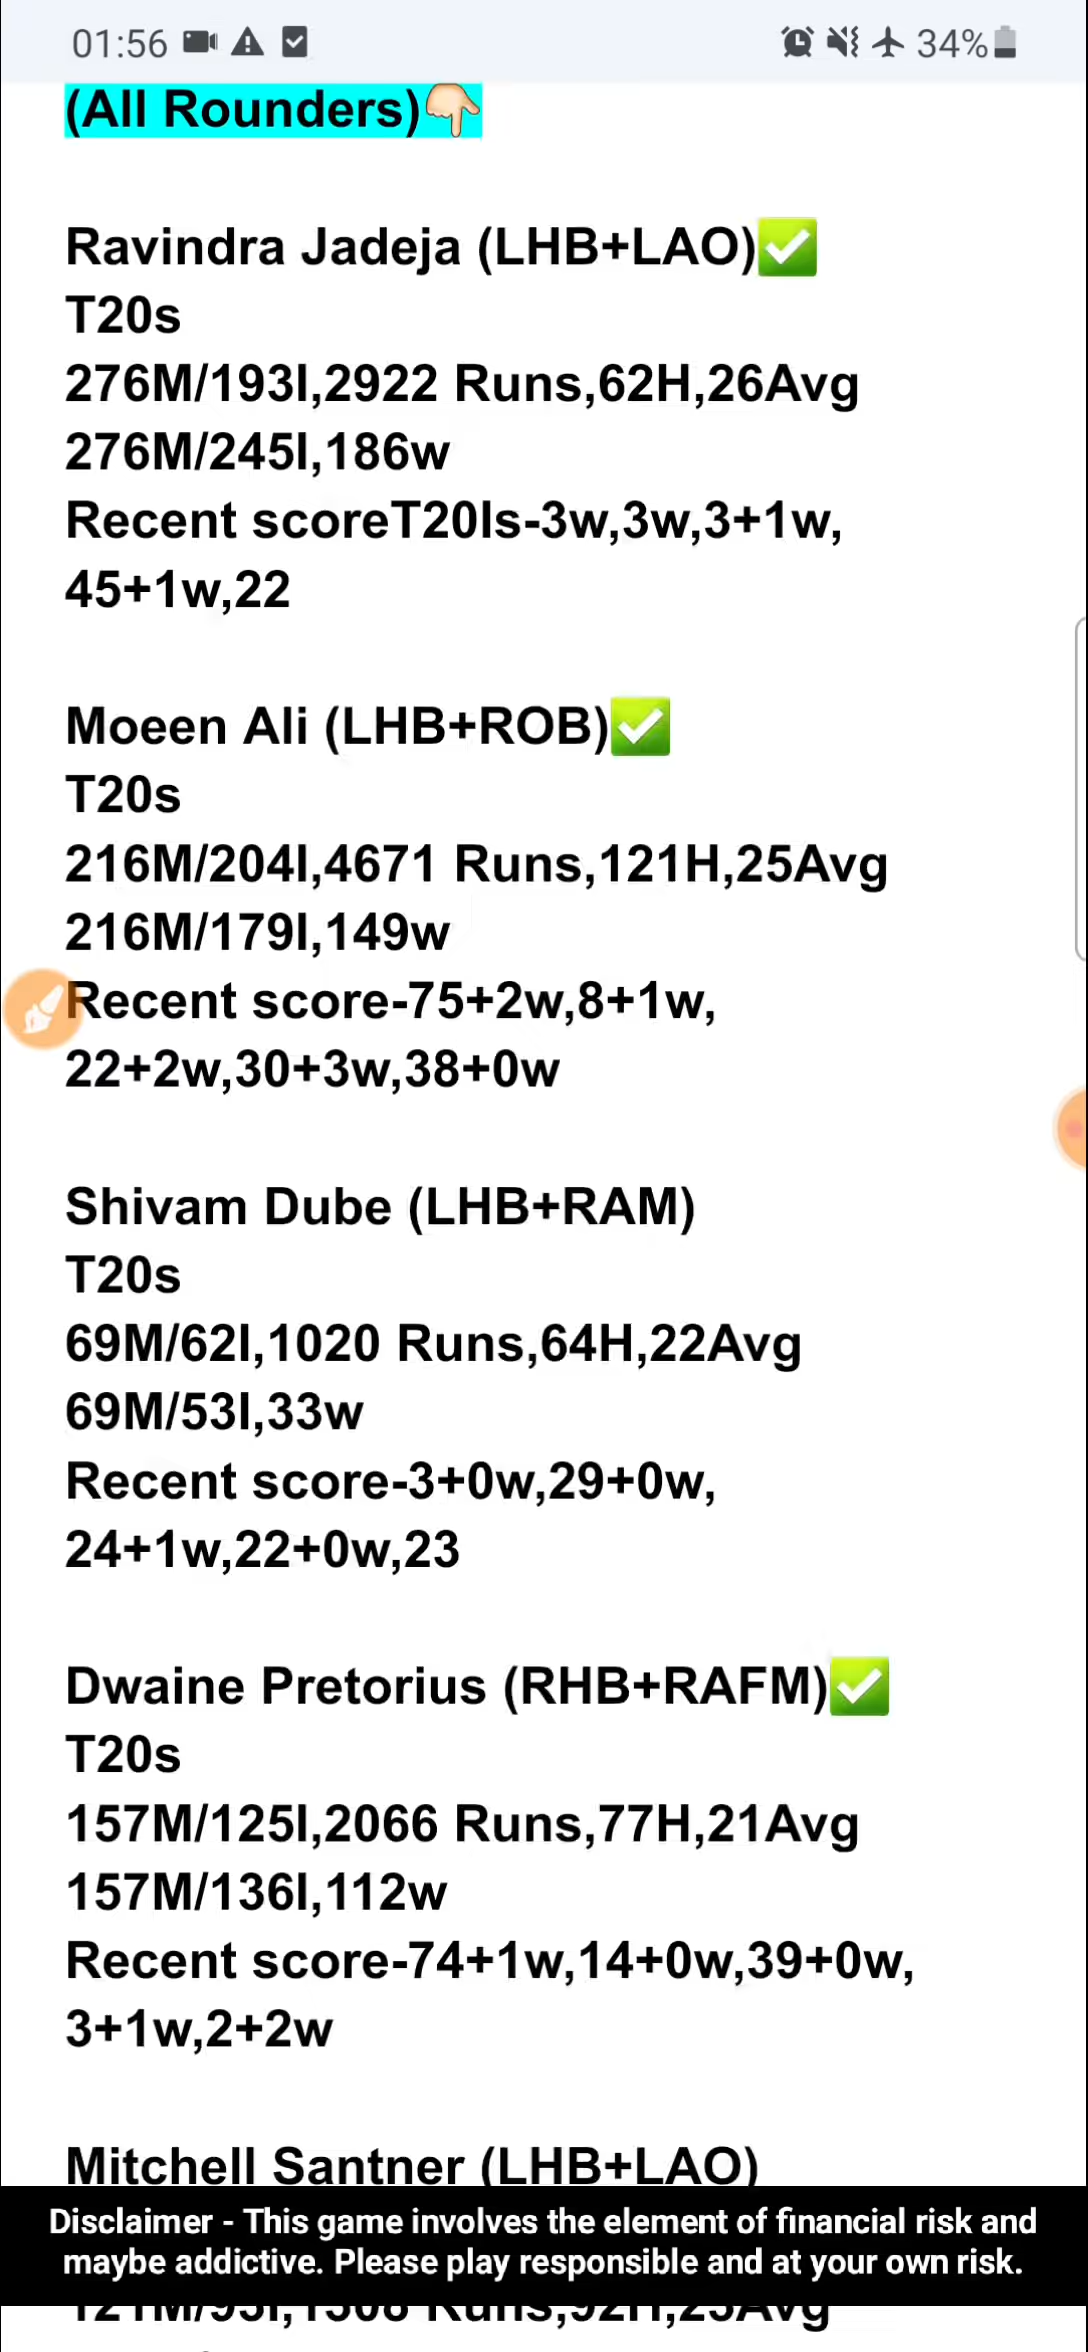 01:56 34%
(All Rounders)👇
Ravindra Jadeja (LHB+LAO)✅
T20s
276M/193I,2922 Runs,62H,26Avg
276M/245I,186w
Recent scoreT20Is-3w,3w,3+1w,
45+1w,22
Moeen Ali (LHB+ROB)✅
T20s
216M/204I,4671 Runs,121H,25Avg
216M/179I,149w
Recent score-75+2w,8+1w,
22+2w,30+3w,38+0w
Shivam Dube (LHB+RAM)
T20s
69M/62I,1020 Runs,64H,22Avg
69M/53I,33w
Recent score-3+0w,29+0w,
24+1w,22+0w,23
Dwaine Pretorius (RHB+RAFM)✅
T20s
157M/125I,2066 Runs,77H,21Avg
157M/136I,112w
Recent score-74+1w,14+0w,39+0w,
3+1w,2+2w
Mitchell Santner (LHB+LAO)
Disclaimer - This game involves the element of financial risk and
maybe addictive. Please play responsible and at your own risk.